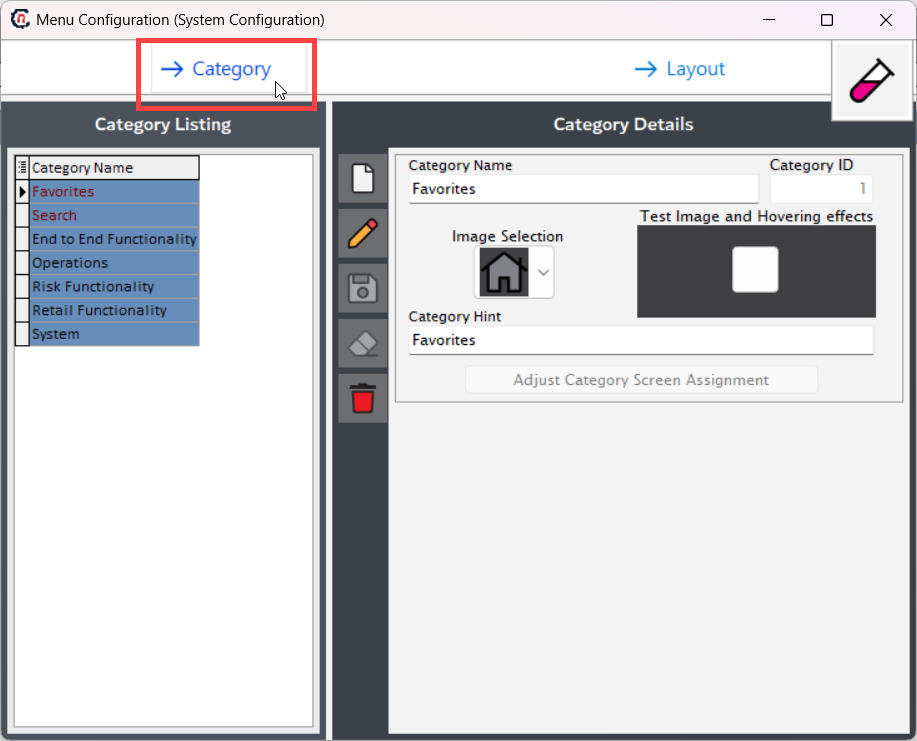 Menu Configuration (System Configuration)
→ Category
→ Layout
Category Listing
Category Name
Favorites
Search
End to End Functionality
Operations
Risk Functionality
Retail Functionality
System
Category Details
Category Name
Category ID
Favorites
1
Image Selection
Test Image and Hovering effects
Category Hint
Favorites
Adjust Category Screen Assignment